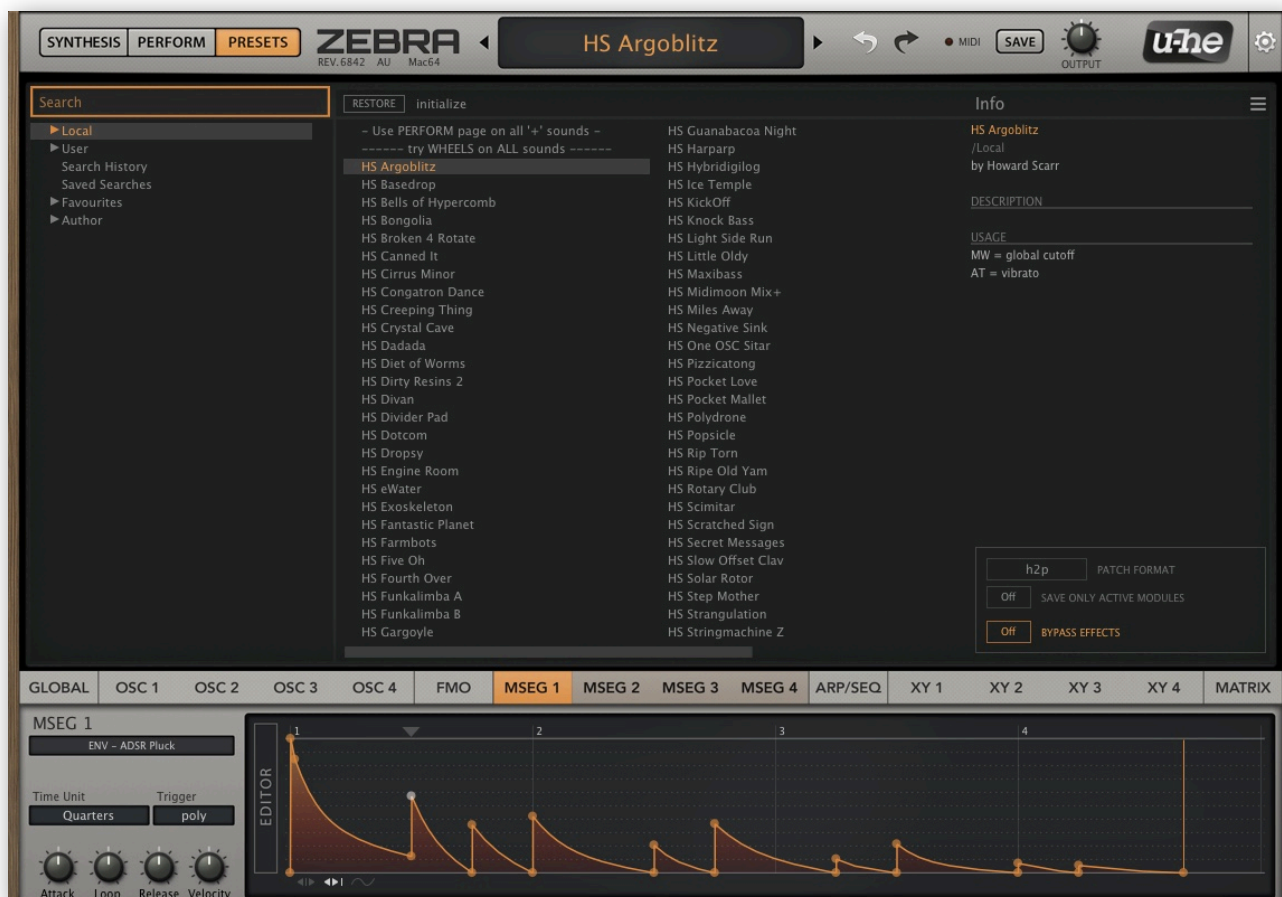 SYNTHESIS PERFORM PRESETS ZEBRA HS Argoblitz MIDI SAVE u-he
REV.6842 AU Mac64 OUTPUT
Search
Local
User
Search History
Saved Searches
Favourites
Author
RESTORE initialize
- Use PERFORM page on all '+' sounds -
------ try WHEELS on ALL sounds ------
HS Argoblitz
HS Basedrop
HS Bells of Hypercomb
HS Bongolia
HS Broken 4 Rotate
HS Canned It
HS Cirrus Minor
HS Congatron Dance
HS Creeping Thing
HS Crystal Cave
HS Dadada
HS Diet of Worms
HS Dirty Resins 2
HS Divan
HS Divider Pad
HS Dotcom
HS Dropsy
HS Engine Room
HS eWater
HS Exoskeleton
HS Fantastic Planet
HS Farmbots
HS Five Oh
HS Fourth Over
HS Funkalimba A
HS Funkalimba B
HS Gargoyle
HS Guanabacoa Night
HS Harparp
HS Hybridigilog
HS Ice Temple
HS KickOff
HS Knock Bass
HS Light Side Run
HS Little Oldy
HS Maxibass
HS Midimoon Mix+
HS Miles Away
HS Negative Sink
HS One OSC Sitar
HS Pizzicatong
HS Pocket Love
HS Pocket Mallet
HS Polydrone
HS Popsicle
HS Rip Torn
HS Ripe Old Yam
HS Rotary Club
HS Scimitar
HS Scratched Sign
HS Secret Messages
HS Slow Offset Clav
HS Solar Rotor
HS Step Mother
HS Strangulation
HS Stringmachine Z
Info
HS Argoblitz
/Local
by Howard Scarr
DESCRIPTION
USAGE
MW = global cutoff
AT = vibrato
h2p PATCH FORMAT
Off SAVE ONLY ACTIVE MODULES
Off BYPASS EFFECTS
GLOBAL OSC 1 OSC 2 OSC 3 OSC 4 FMO MSEG 1 MSEG 2 MSEG 3 MSEG 4 ARP/SEQ XY 1 XY 2 XY 3 XY 4 MATRIX
MSEG 1
ENV - ADSR Pluck
Time Unit Trigger
Quarters poly
Attack Loop Release Velocity
EDITOR
1 2 3 4